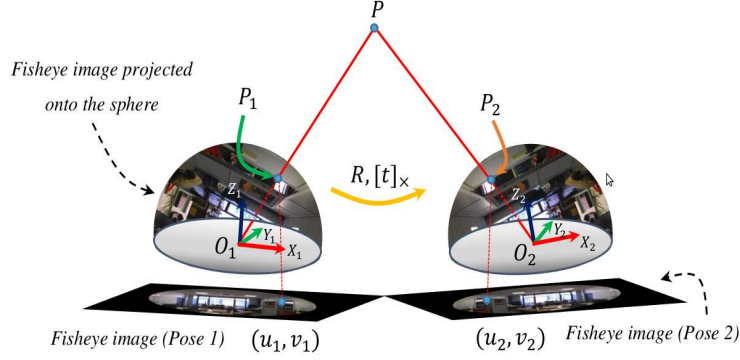 P
Fisheye image projected
onto the sphere
P₁
P₂
R, [t]ₓ
Z₁
Y₁
X₁
O₁
Z₂
Y₂
X₂
O₂
Fisheye image (Pose 1)
(u₁, v₁)
(u₂, v₂)
Fisheye image (Pose 2)